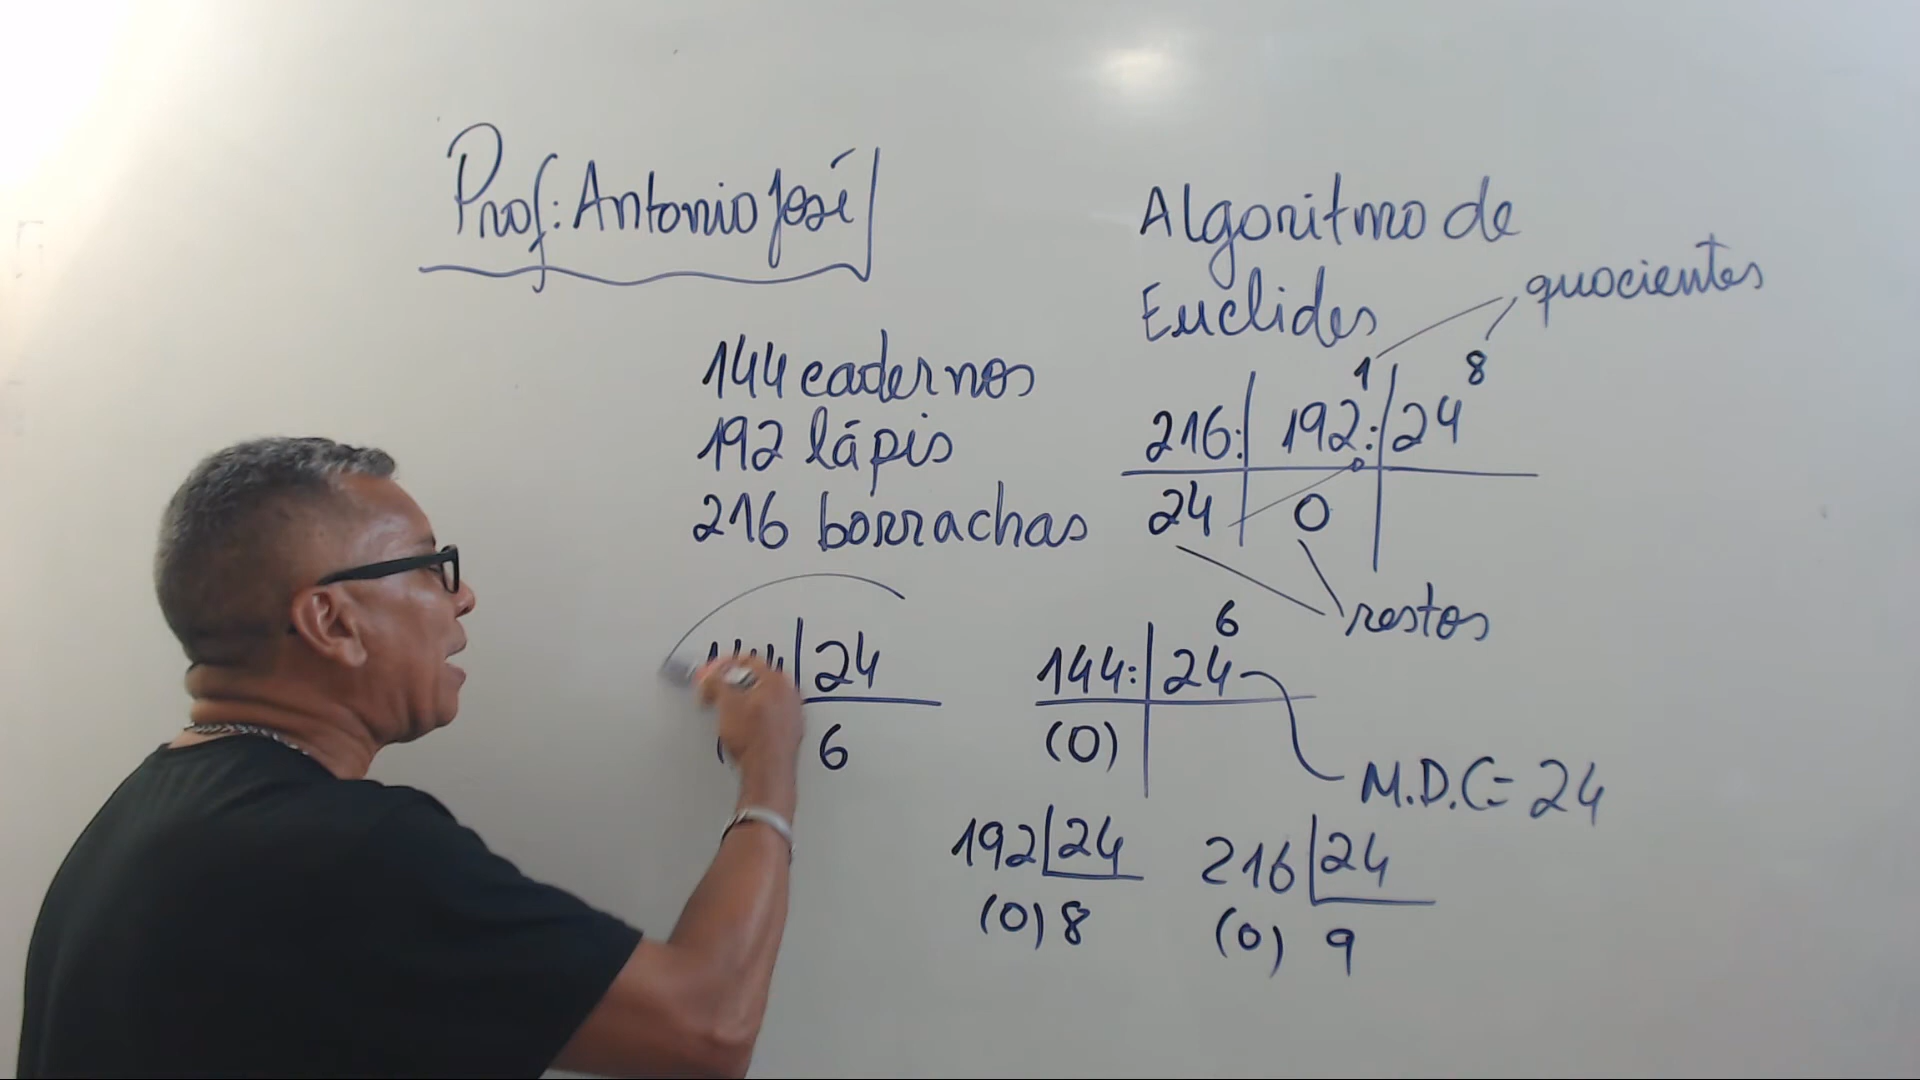 Prof: Antonio José
144 cadernos
192 lápis
216 borrachas
Algoritmo de
Euclides
quocientes
1 8
216: 192: 24
24 0
restos
144 24
6
6
144: 24
(0)
M.D.C= 24
192 24
(0) 8
216 24
(0) 9